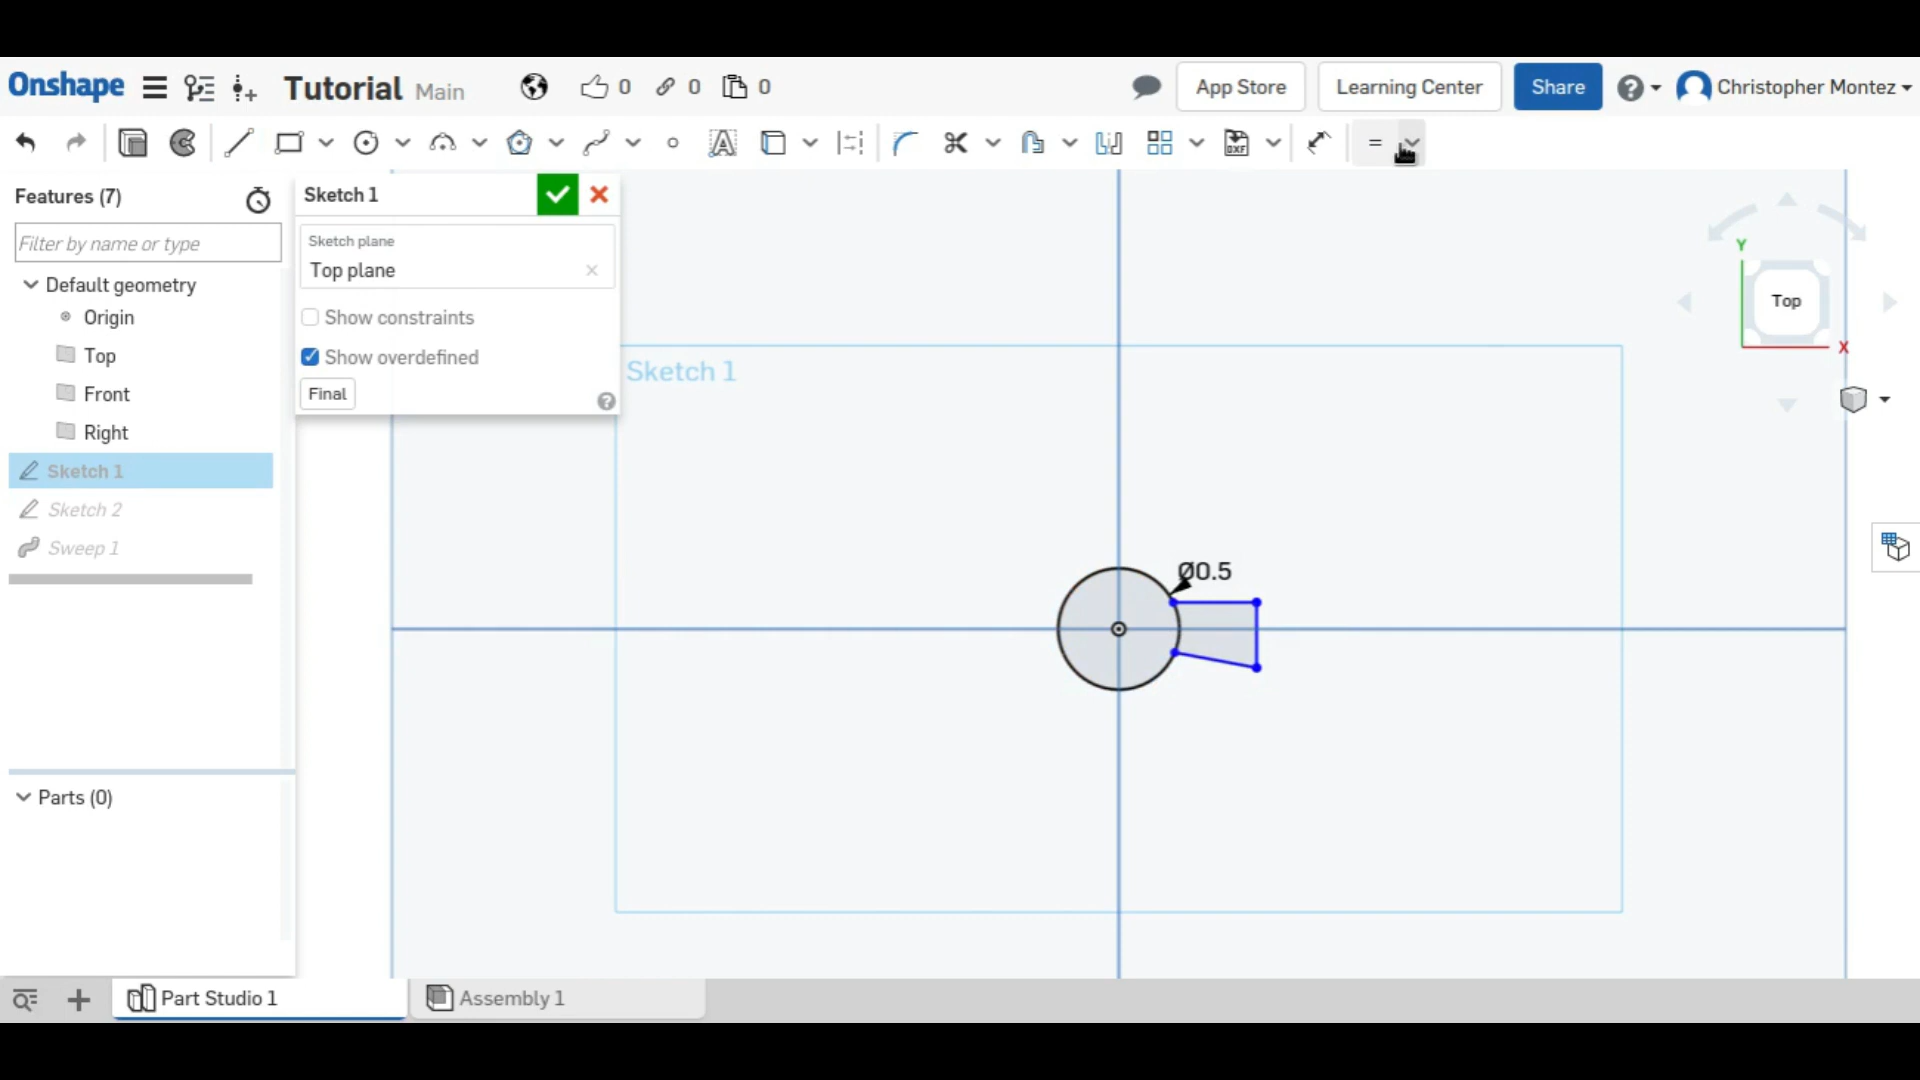 Onshape Tutorial Main 0 0 0 App Store Learning Center Share Christopher Montez
DXF
=
Features (7)
Filter by name or type
Default geometry
Origin
Top
Front
Right
Sketch 1
Sketch 2
Sweep 1
Parts (0)
Sketch 1
Sketch plane
Top plane
Show constraints
Show overdefined
Final
Sketch 1
Ø0.5
Y
Top
X
Part Studio 1 Assembly 1